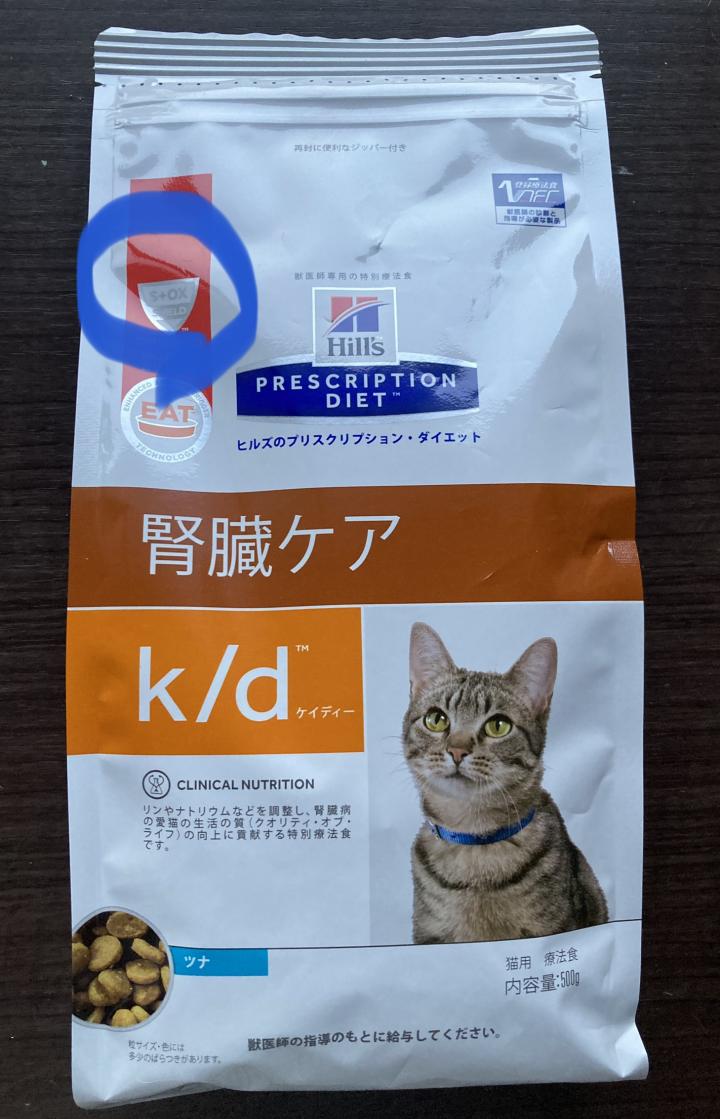 再封に便利なジッパー付き
登録療法食
獣医師の診断と
指導が必要な製品
獣医師専用の特別療法食
S+OX
SHIELD
™
Hill's
PRESCRIPTION
DIET™
ENHANCED
EAT
TECHNOLOGY
ヒルズのプリスクリプション・ダイエット
腎臓ケア
k/d™
ケイディー
CLINICAL NUTRITION
リンやナトリウムなどを調整し、腎臓病
の愛猫の生活の質(クオリティ・オブ・
ライフ)の向上に貢献する特別療法食
です。
ツナ
猫用 療法食
内容量:500g
粒サイズ・色には
多少のばらつきがあります。
獣医師の指導のもとに給与してください。